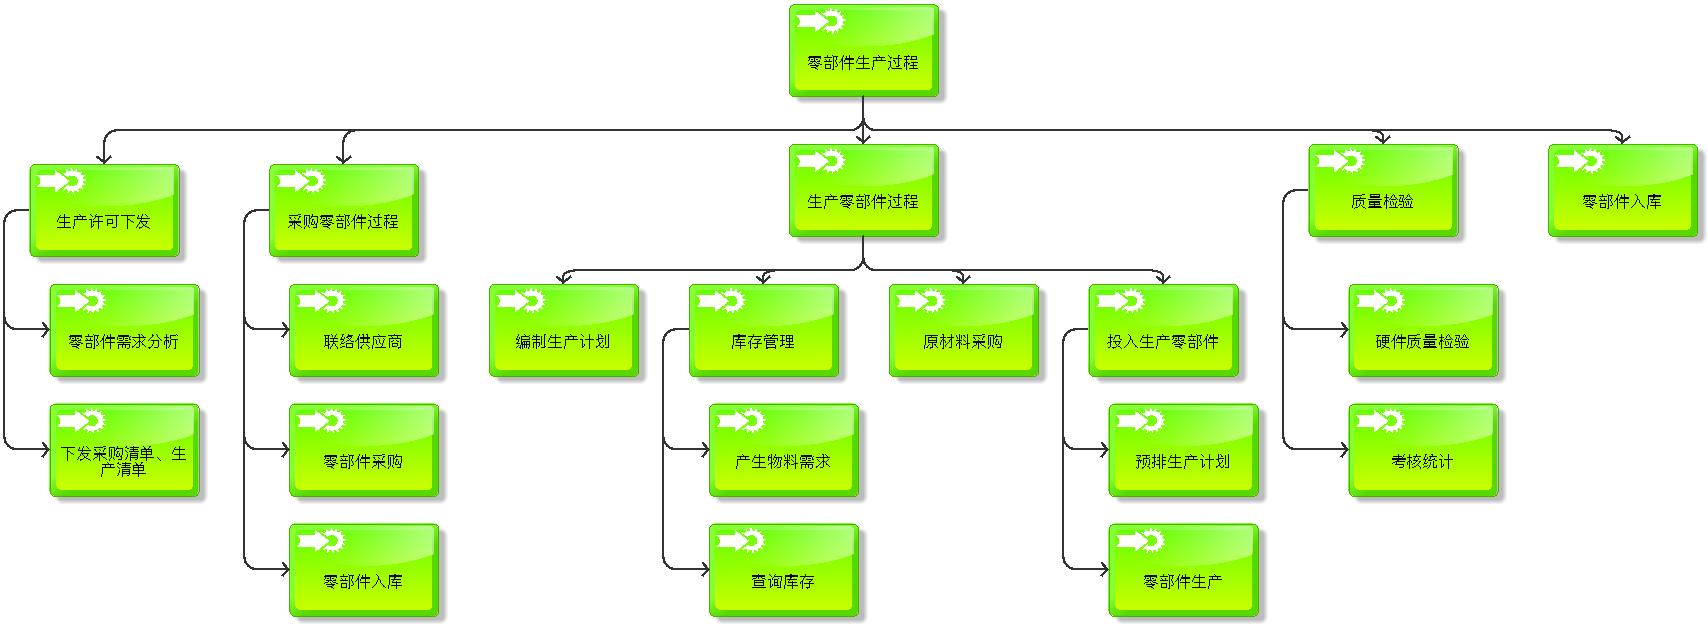 零部件生产过程
生产许可下发
采购零部件过程
生产零部件过程
质量检验
零部件入库
零部件需求分析
联络供应商
编制生产计划
库存管理
原材料采购
投入生产零部件
硬件质量检验
下发采购清单、生
产清单
零部件采购
产生物料需求
预排生产计划
考核统计
零部件入库
查询库存
零部件生产